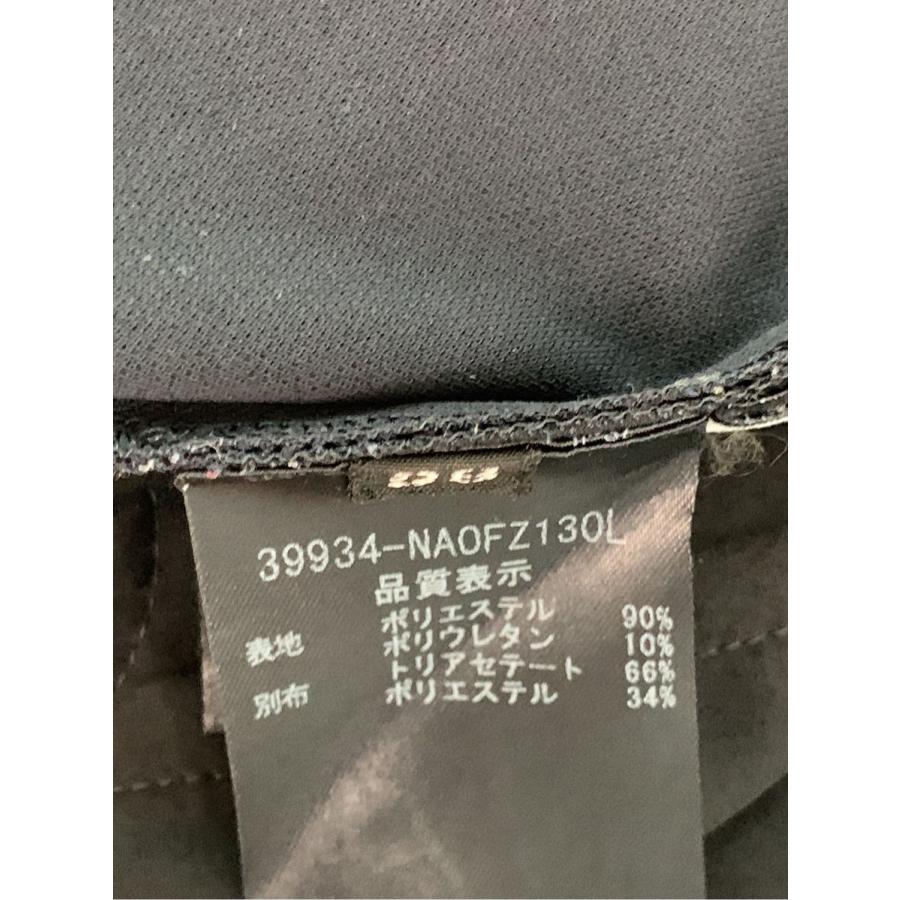 38
39934-NA0FZ130L
品質表示
ポリエステル 90%
表地 ポリウレタン 10%
トリアセテート 66%
別布 ポリエステル 34%